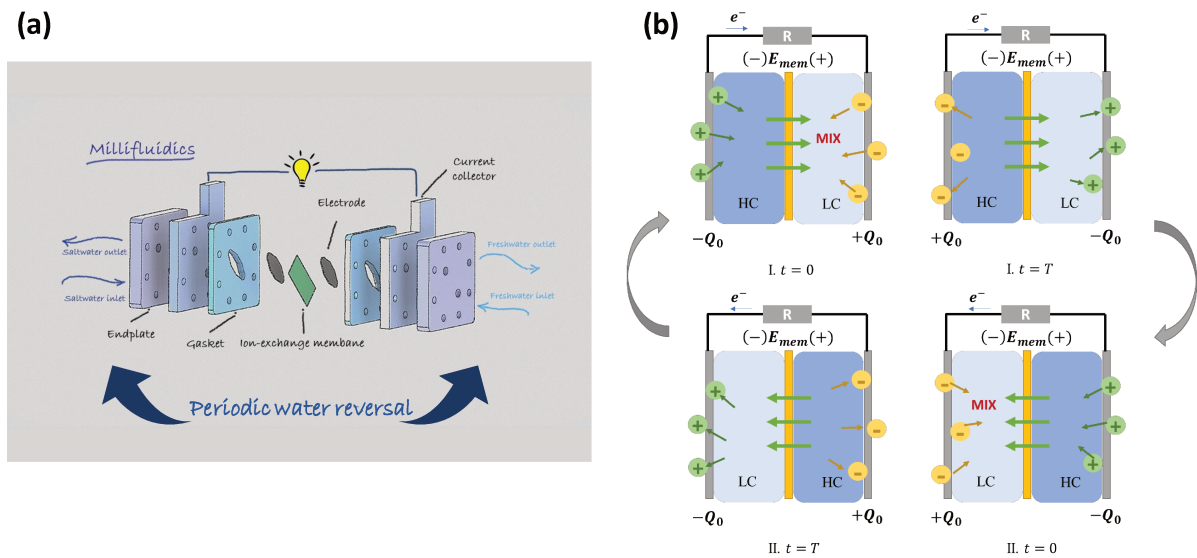 (a)
Millifluidics
Current
collector
Electrode
Saltwater outlet
Saltwater inlet
Freshwater outlet
Freshwater inlet
Endplate
Gasket
Ion-exchange membane
Periodic water reversal
(b)
e⁻
R
(−)E_mem(+)
+
+
+
-
-
-
MIX
HC
LC
−Q₀
+Q₀
I. t = 0
e⁻
R
(−)E_mem(+)
-
-
-
+
+
+
HC
LC
+Q₀
−Q₀
I. t = T
e⁻
R
(−)E_mem(+)
+
+
+
-
-
-
LC
HC
−Q₀
+Q₀
II. t = T
e⁻
R
(−)E_mem(+)
-
-
-
+
+
+
MIX
LC
HC
+Q₀
−Q₀
II. t = 0